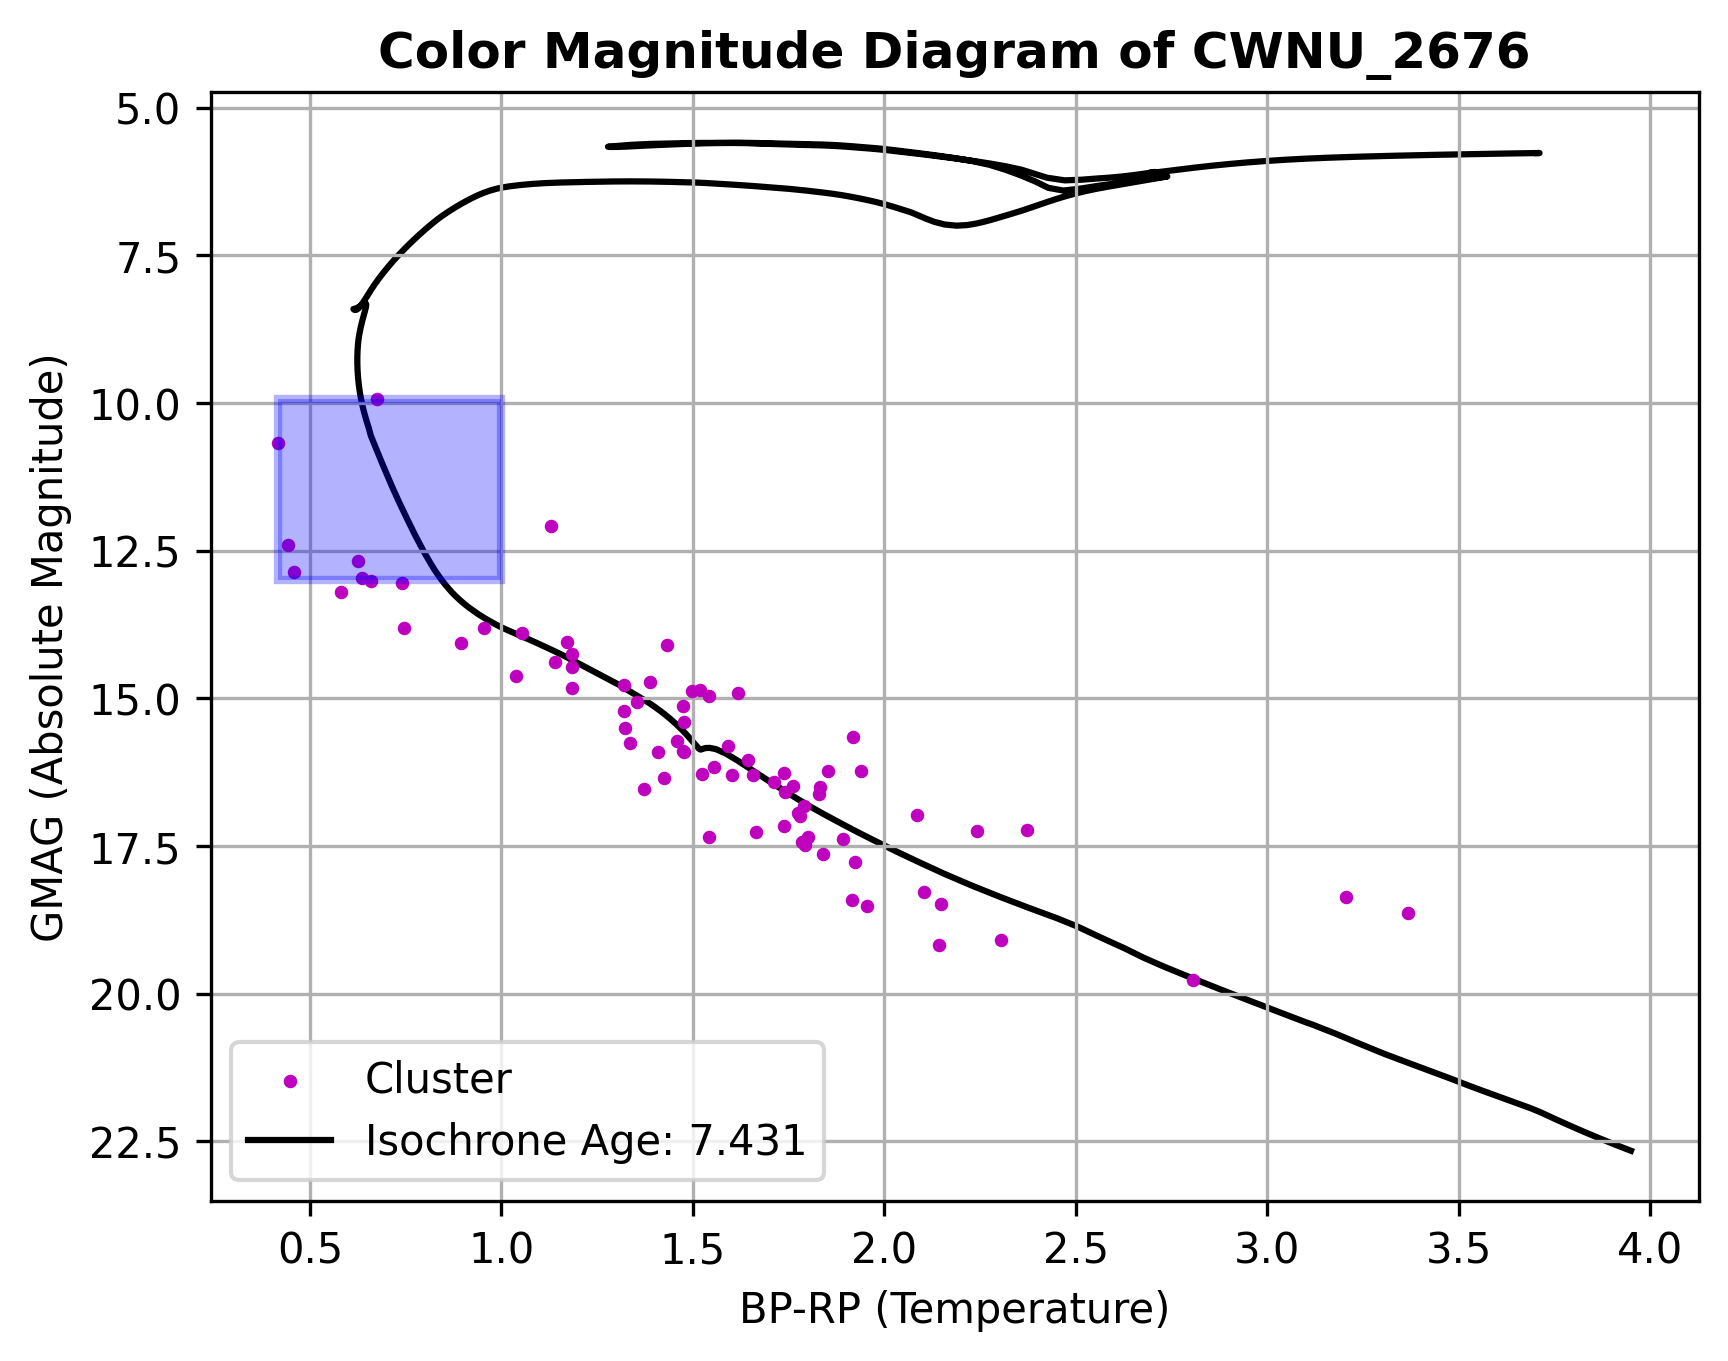 Color Magnitude Diagram of CWNU_2676
GMAG (Absolute Magnitude)
5.0
7.5
10.0
12.5
15.0
17.5
20.0
22.5
Cluster
Isochrone Age: 7.431
0.5 1.0 1.5 2.0 2.5 3.0 3.5 4.0
BP-RP (Temperature)